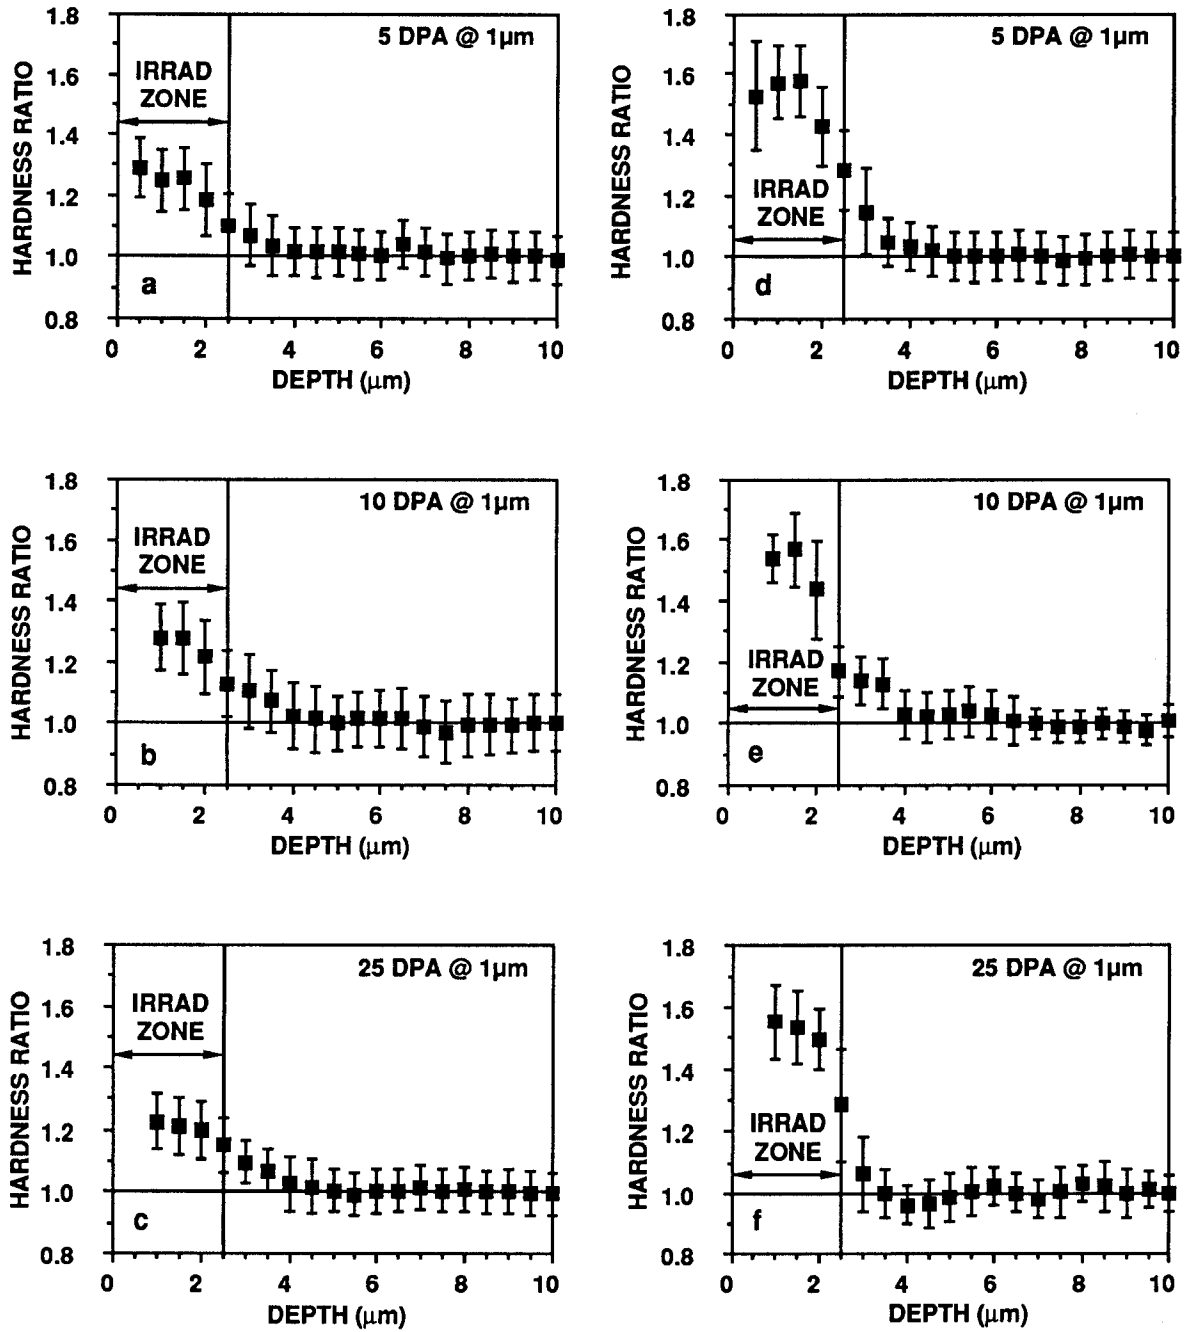 5 DPA @ 1μm
IRRAD
ZONE
HARDNESS RATIO
1.8
1.6
1.4
1.2
1.0
0.8
a
0 2 4 6 8 10
DEPTH (μm)
5 DPA @ 1μm
IRRAD
ZONE
HARDNESS RATIO
1.8
1.6
1.4
1.2
1.0
0.8
d
0 2 4 6 8 10
DEPTH (μm)
10 DPA @ 1μm
IRRAD
ZONE
HARDNESS RATIO
1.8
1.6
1.4
1.2
1.0
0.8
b
0 2 4 6 8 10
DEPTH (μm)
10 DPA @ 1μm
IRRAD
ZONE
HARDNESS RATIO
1.8
1.6
1.4
1.2
1.0
0.8
e
0 2 4 6 8 10
DEPTH (μm)
25 DPA @ 1μm
IRRAD
ZONE
HARDNESS RATIO
1.8
1.6
1.4
1.2
1.0
0.8
c
0 2 4 6 8 10
DEPTH (μm)
25 DPA @ 1μm
IRRAD
ZONE
HARDNESS RATIO
1.8
1.6
1.4
1.2
1.0
0.8
f
0 2 4 6 8 10
DEPTH (μm)